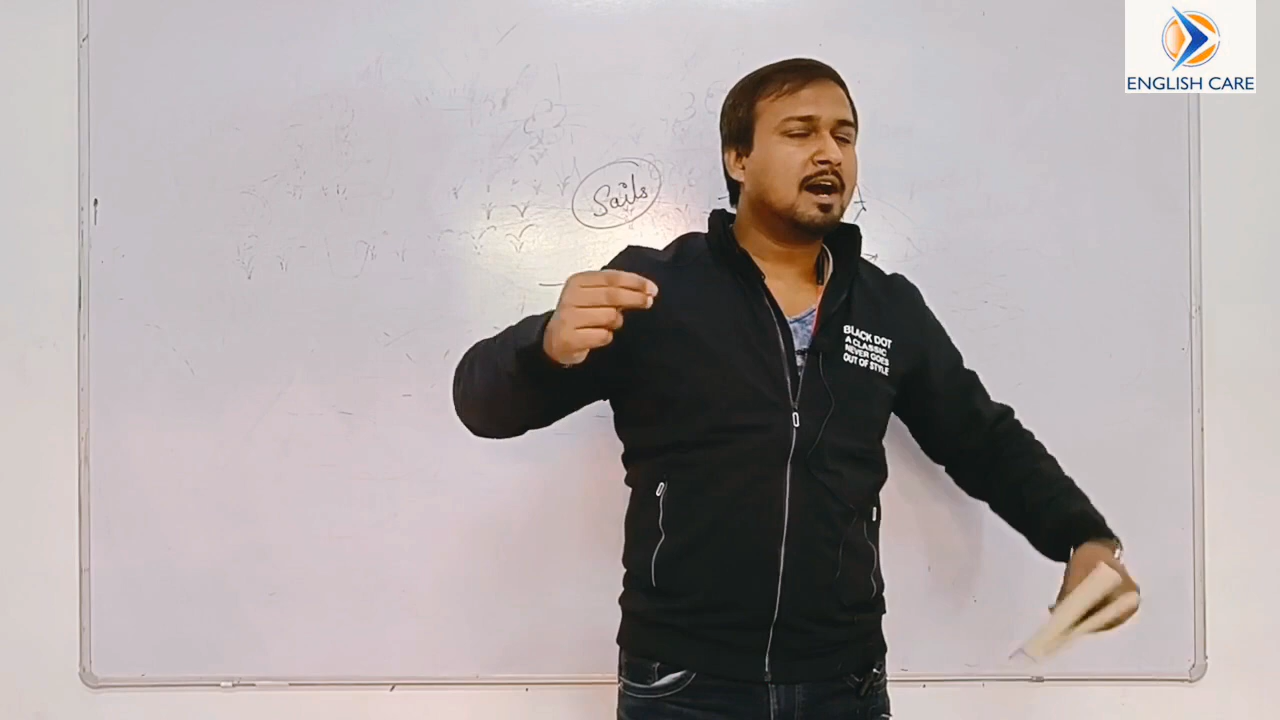 ENGLISH CARE
Sails
BLACK DOT
A CLASSIC
NEVER GOES
OUT OF STYLE